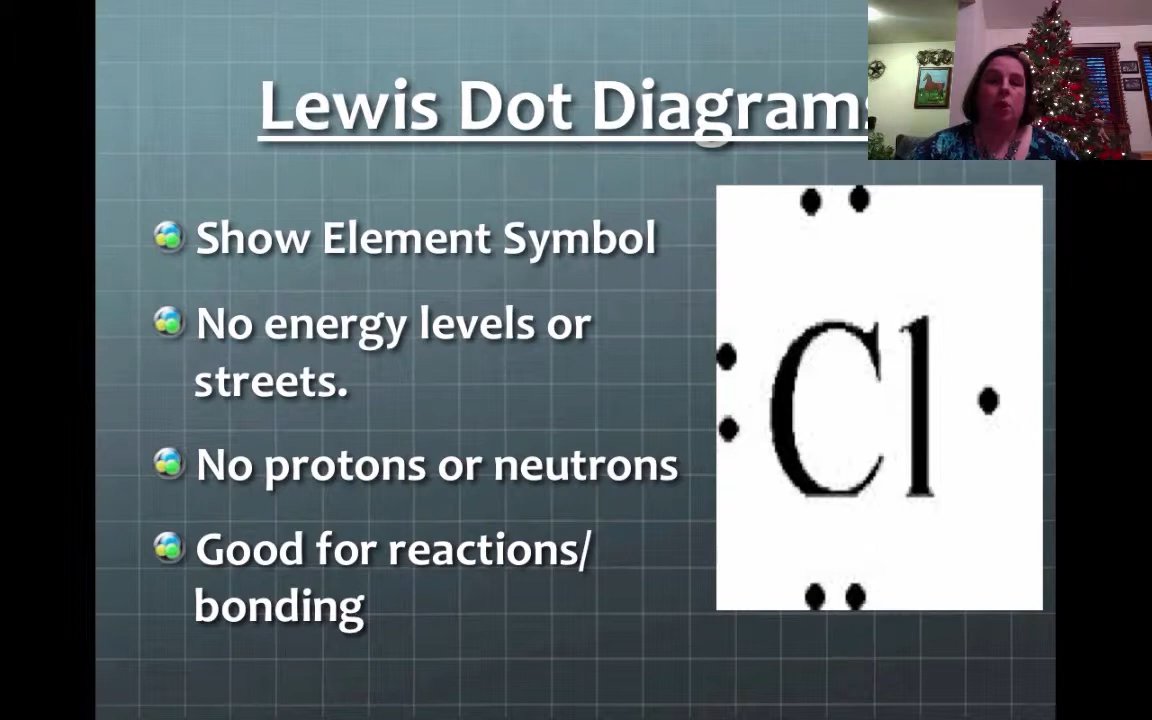 Lewis Dot Diagrams
Show Element Symbol
No energy levels or
streets.
No protons or neutrons
Good for reactions/
bonding
Cl